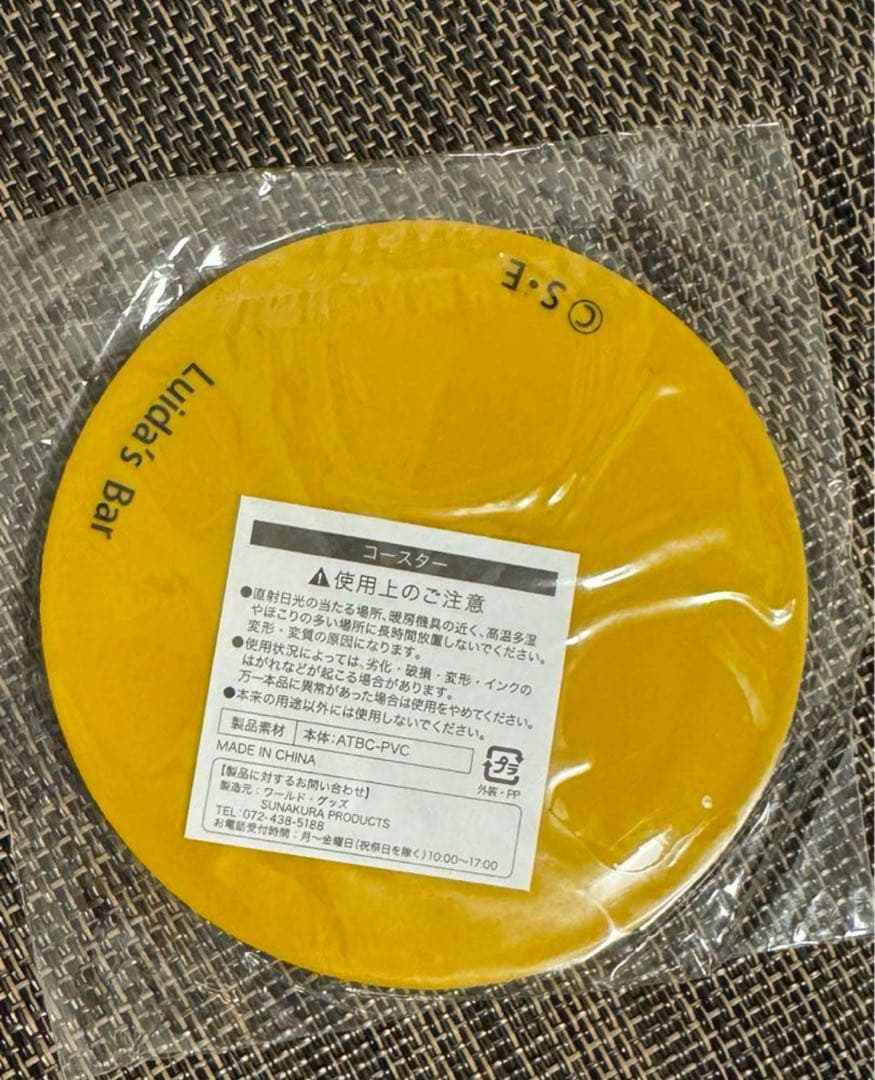 © S・E
Luida's Bar
コースター
⚠使用上のご注意
●直射日光の当たる場所、暖房機具の近く、高温多湿
やほこりの多い場所に長時間放置しないでください。
変形・変質の原因になります。
●使用状況によっては、劣化・破損・変形・インクの
はがれなどが起こる場合があります。
万一本品に異常があった場合は使用をやめてください。
●本来の用途以外には使用しないでください。
製品素材 本体:ATBC-PVC
MADE IN CHINA
プラ
外装・PP
【製品に対するお問い合わせ】
製造元:ワールド・グッズ
SUNAKURA PRODUCTS
TEL:072-438-5188
お電話受付時間:月〜金曜日(祝祭日を除く)10:00〜17:00